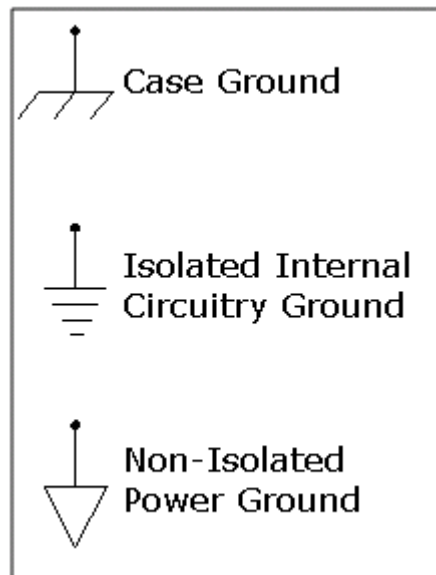 Case Ground
Isolated Internal
Circuitry Ground
Non-Isolated
Power Ground